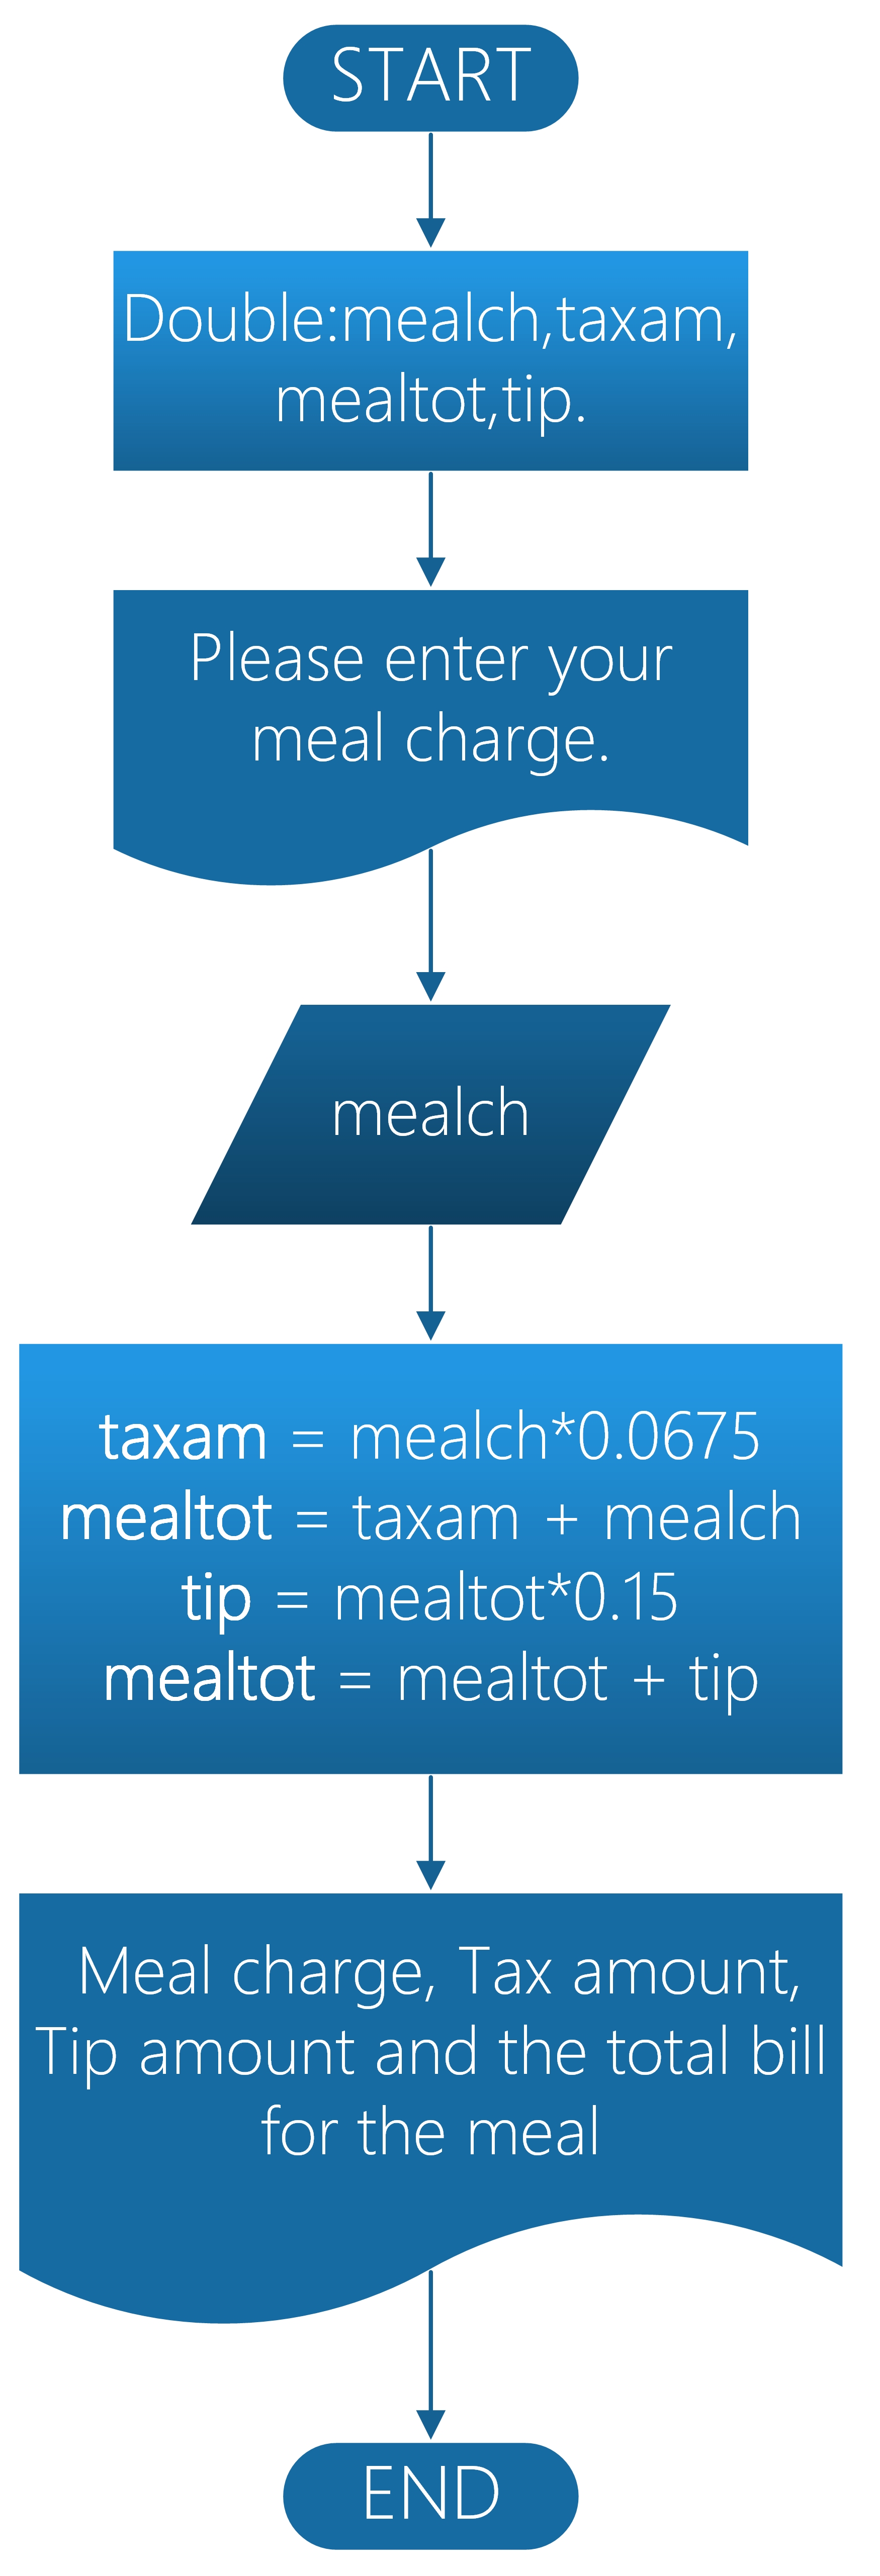 START
Double:mealch,taxam,
mealtot,tip.
Please enter your
meal charge.
mealch
taxam = mealch*0.0675
mealtot = taxam + mealch
tip = mealtot*0.15
mealtot = mealtot + tip
Meal charge, Tax amount,
Tip amount and the total bill
for the meal
END